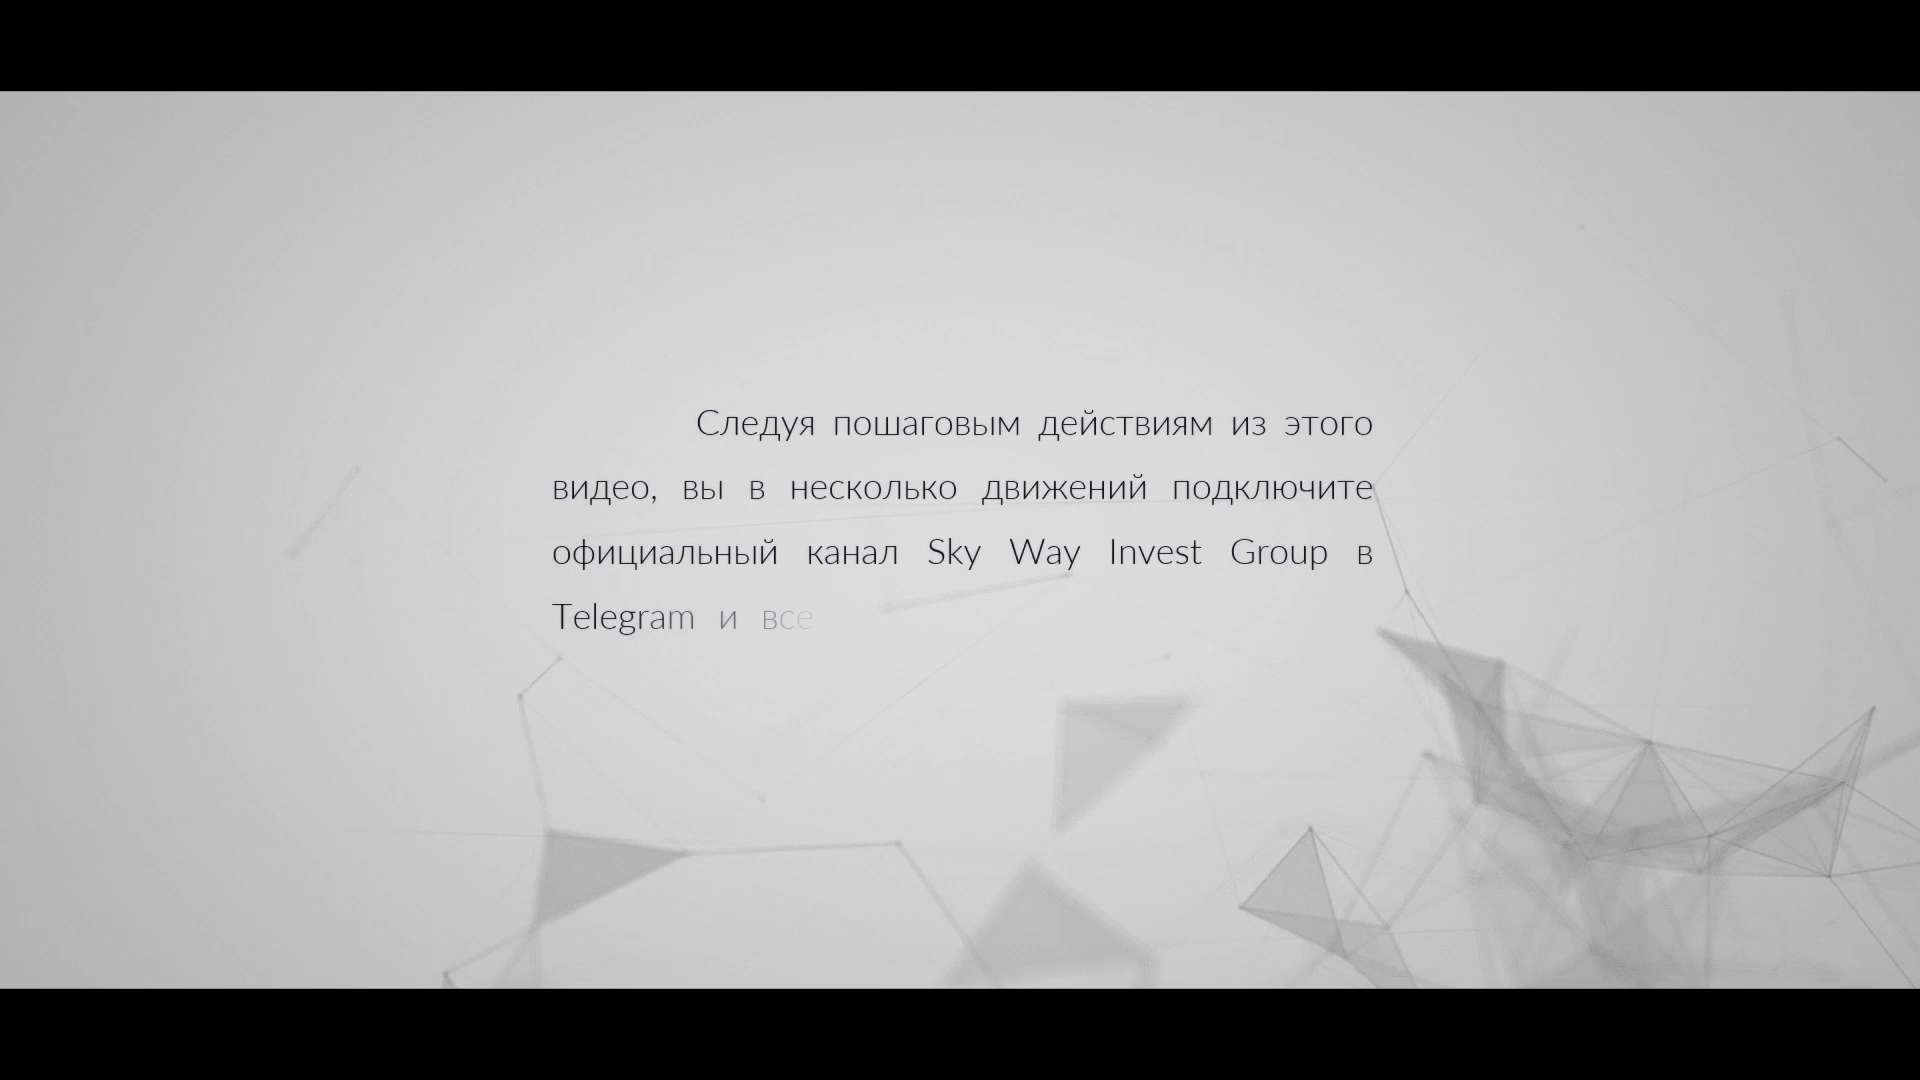 Следуя пошаговым действиям из этого
видео, вы в несколько движений подключите
официальный канал Sky Way Invest Group в
Telegram и все